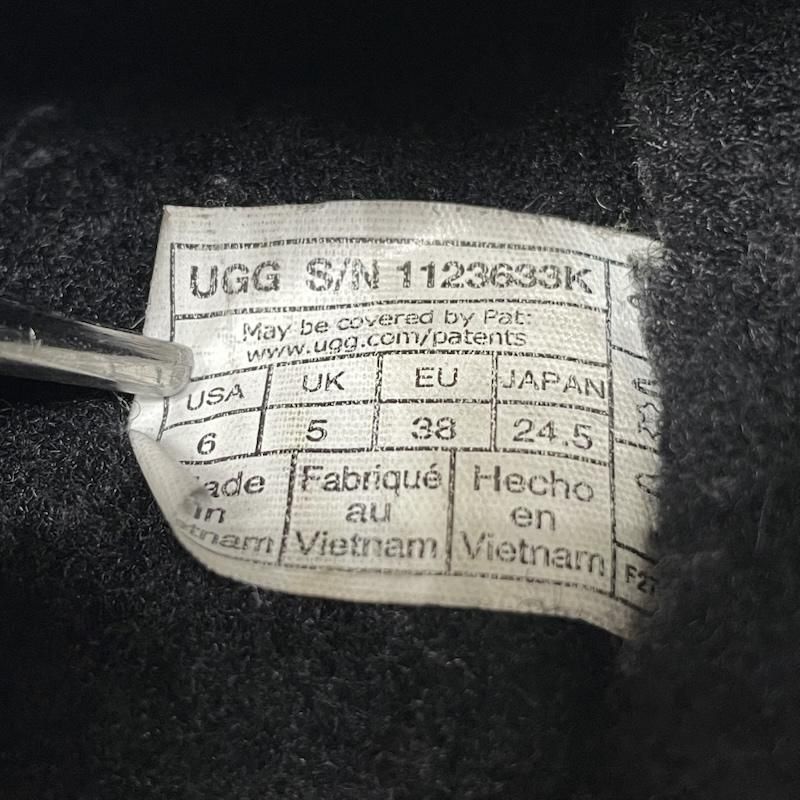 UGG S/N 1123633K
May be covered by Pat:
www.ugg.com/patents
USA UK EU JAPAN
6 5 38 24.5
Fabriqué Hecho
in au en
Vietnam Vietnam